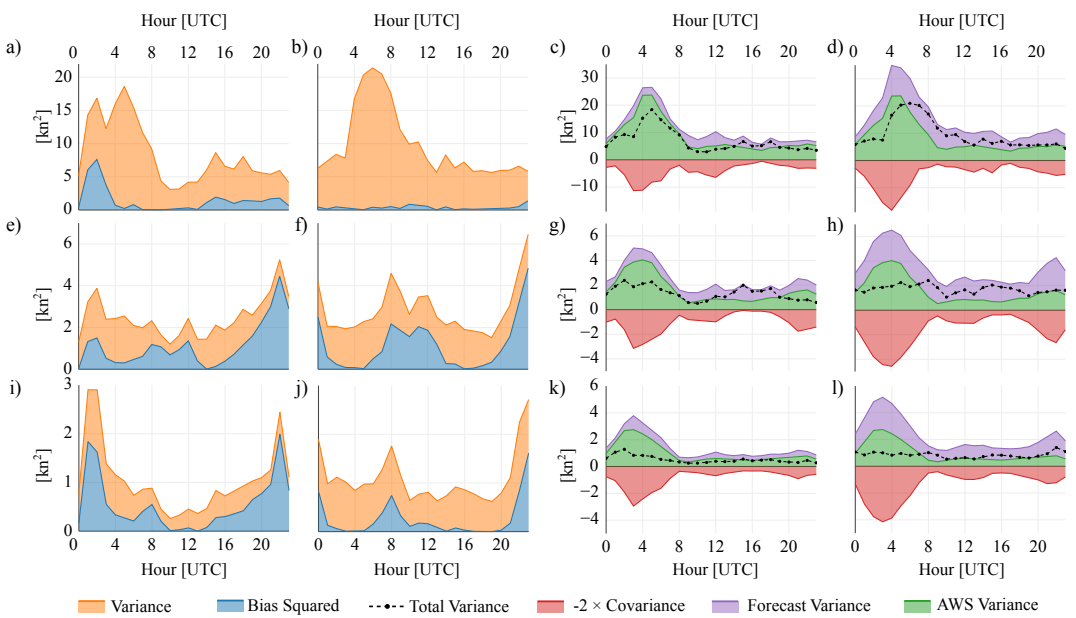 Hour [UTC] Hour [UTC] Hour [UTC] Hour [UTC]
a) 0 4 8 12 16 20 b) 0 4 8 12 16 20 c) 0 4 8 12 16 20 d) 0 4 8 12 16 20
[kn²] 20 15 10 5 0
[kn²] 30 20 10 0 −10
e) f) g) h)
[kn²] 6 4 2 0
[kn²] 6 4 2 0 −2 −4
i) j) k) l)
[kn²] 3 2 1 0
[kn²] 6 4 2 0 −2 −4
0 4 8 12 16 20 0 4 8 12 16 20 0 4 8 12 16 20 0 4 8 12 16 20
Hour [UTC] Hour [UTC] Hour [UTC] Hour [UTC]
Variance Bias Squared Total Variance -2 × Covariance Forecast Variance AWS Variance